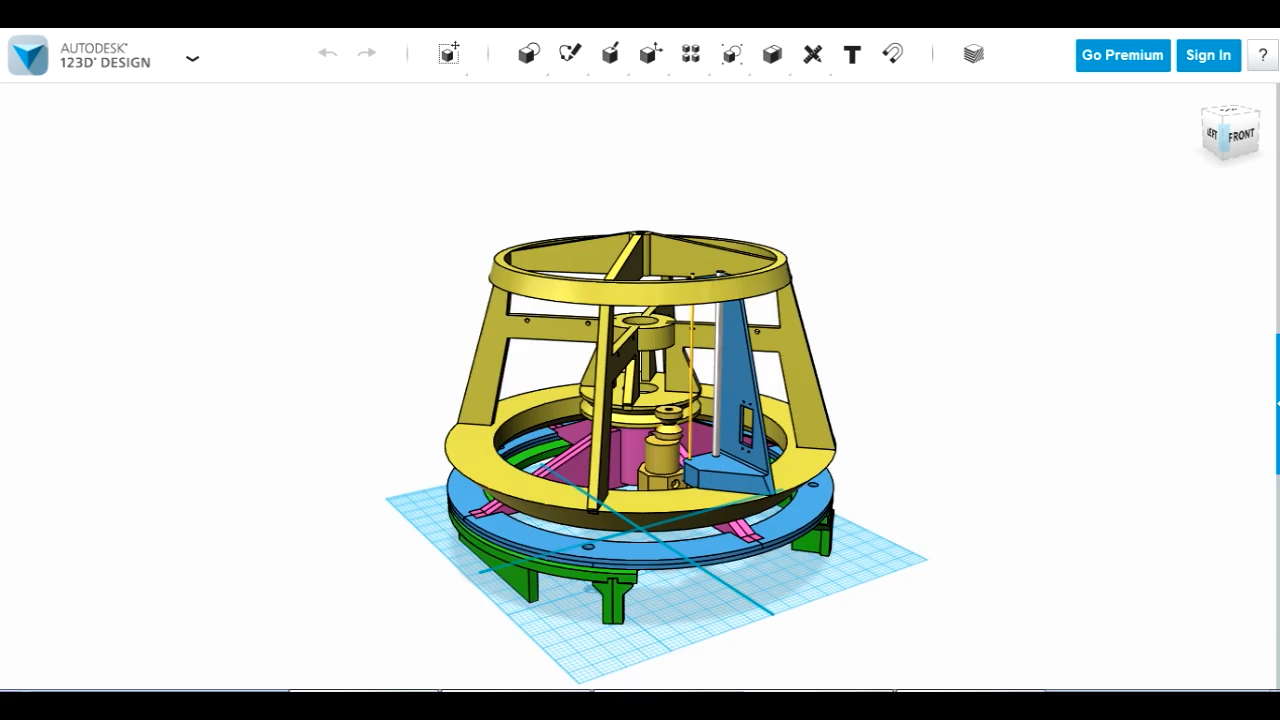 AUTODESK®
123D® DESIGN
T
Go Premium
Sign In
?
LEFT
FRONT